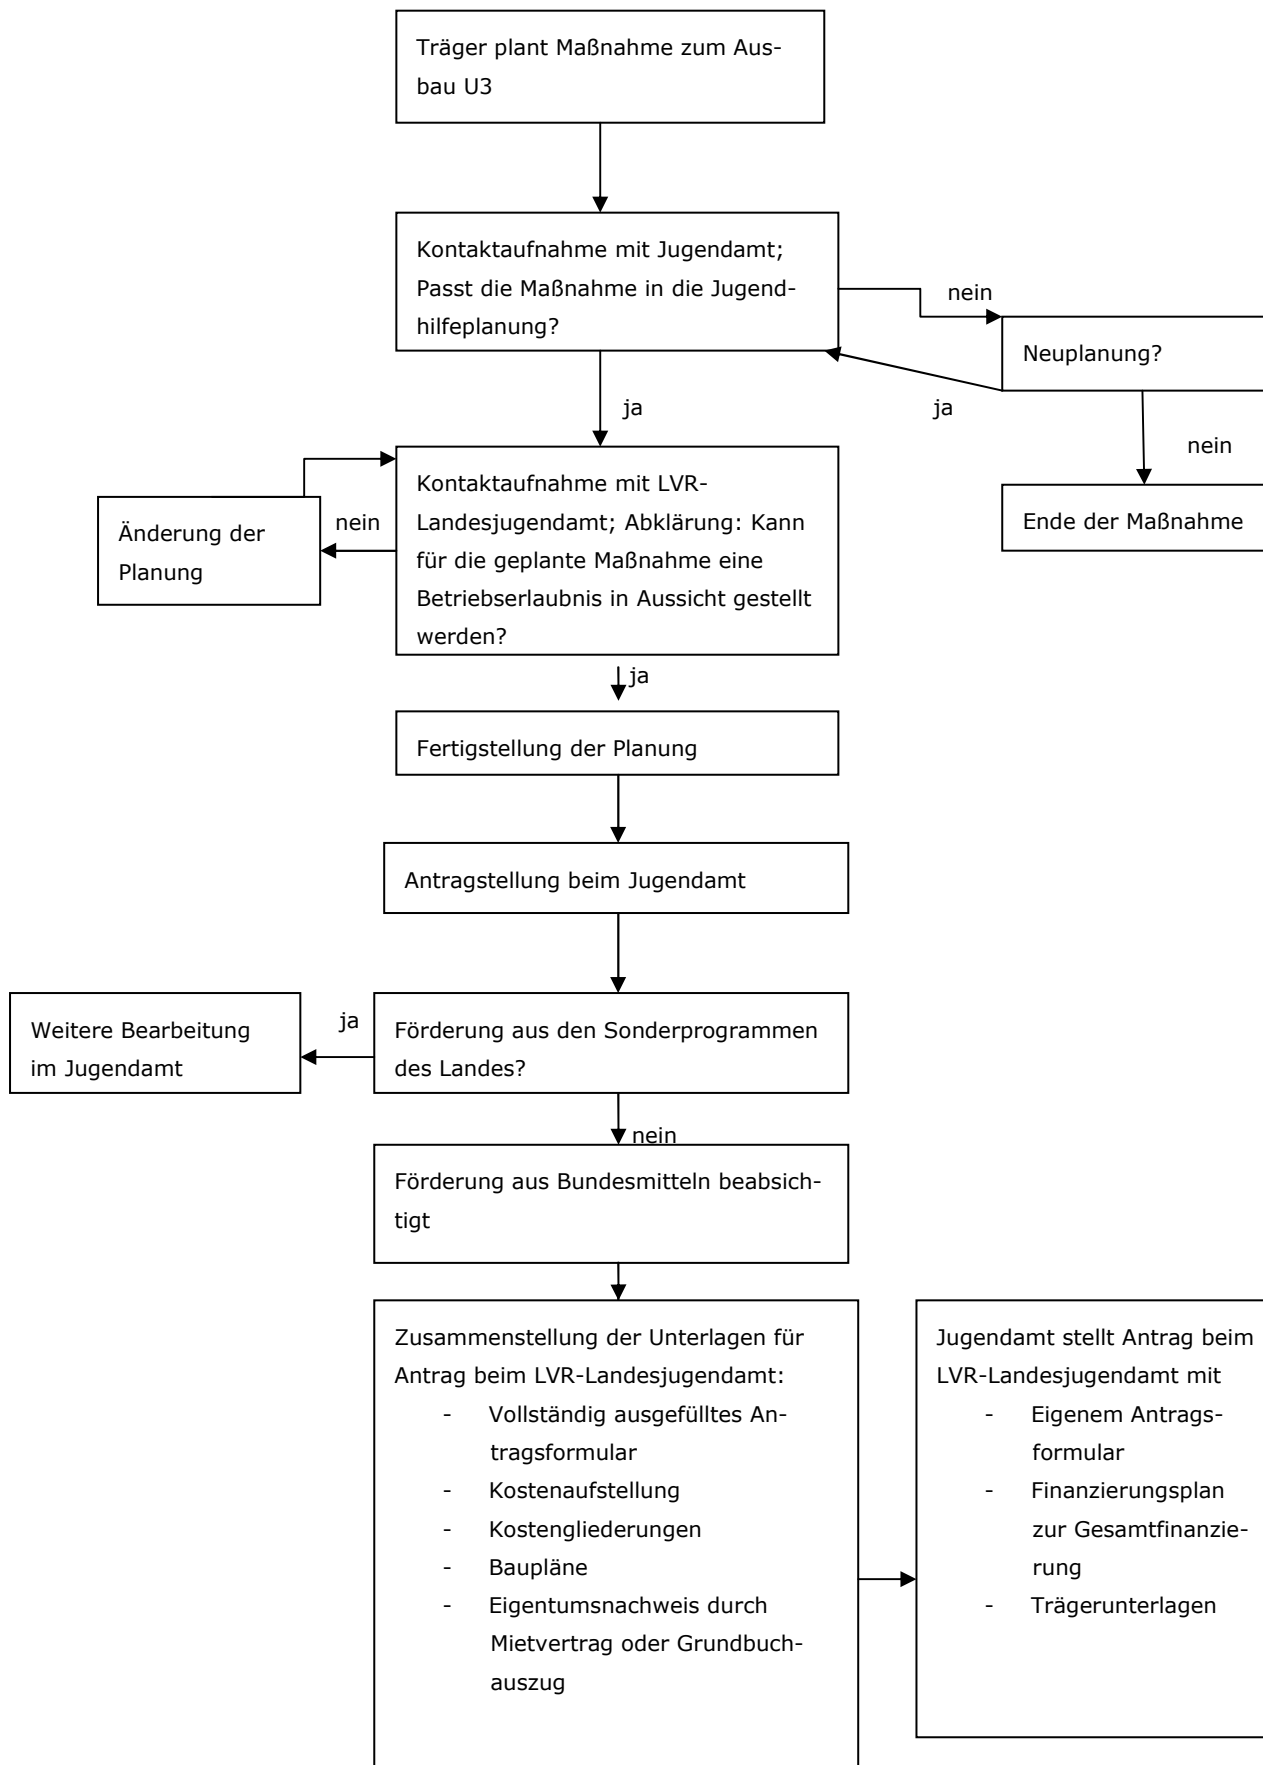 Träger plant Maßnahme zum Aus-
bau U3
Kontaktaufnahme mit Jugendamt;
Passt die Maßnahme in die Jugend-
hilfeplanung?
nein
Neuplanung?
ja
ja
nein
Ende der Maßnahme
Kontaktaufnahme mit LVR-
Landesjugendamt; Abklärung: Kann
für die geplante Maßnahme eine
Betriebserlaubnis in Aussicht gestellt
werden?
nein
Änderung der
Planung
ja
Fertigstellung der Planung
Antragstellung beim Jugendamt
Förderung aus den Sonderprogrammen
des Landes?
ja
Weitere Bearbeitung
im Jugendamt
nein
Förderung aus Bundesmitteln beabsich-
tigt
Zusammenstellung der Unterlagen für
Antrag beim LVR-Landesjugendamt:
- Vollständig ausgefülltes An-
tragsformular
- Kostenaufstellung
- Kostengliederungen
- Baupläne
- Eigentumsnachweis durch
Mietvertrag oder Grundbuch-
auszug
Jugendamt stellt Antrag beim
LVR-Landesjugendamt mit
- Eigenem Antrags-
formular
- Finanzierungsplan
zur Gesamtfinanzie-
rung
- Trägerunterlagen